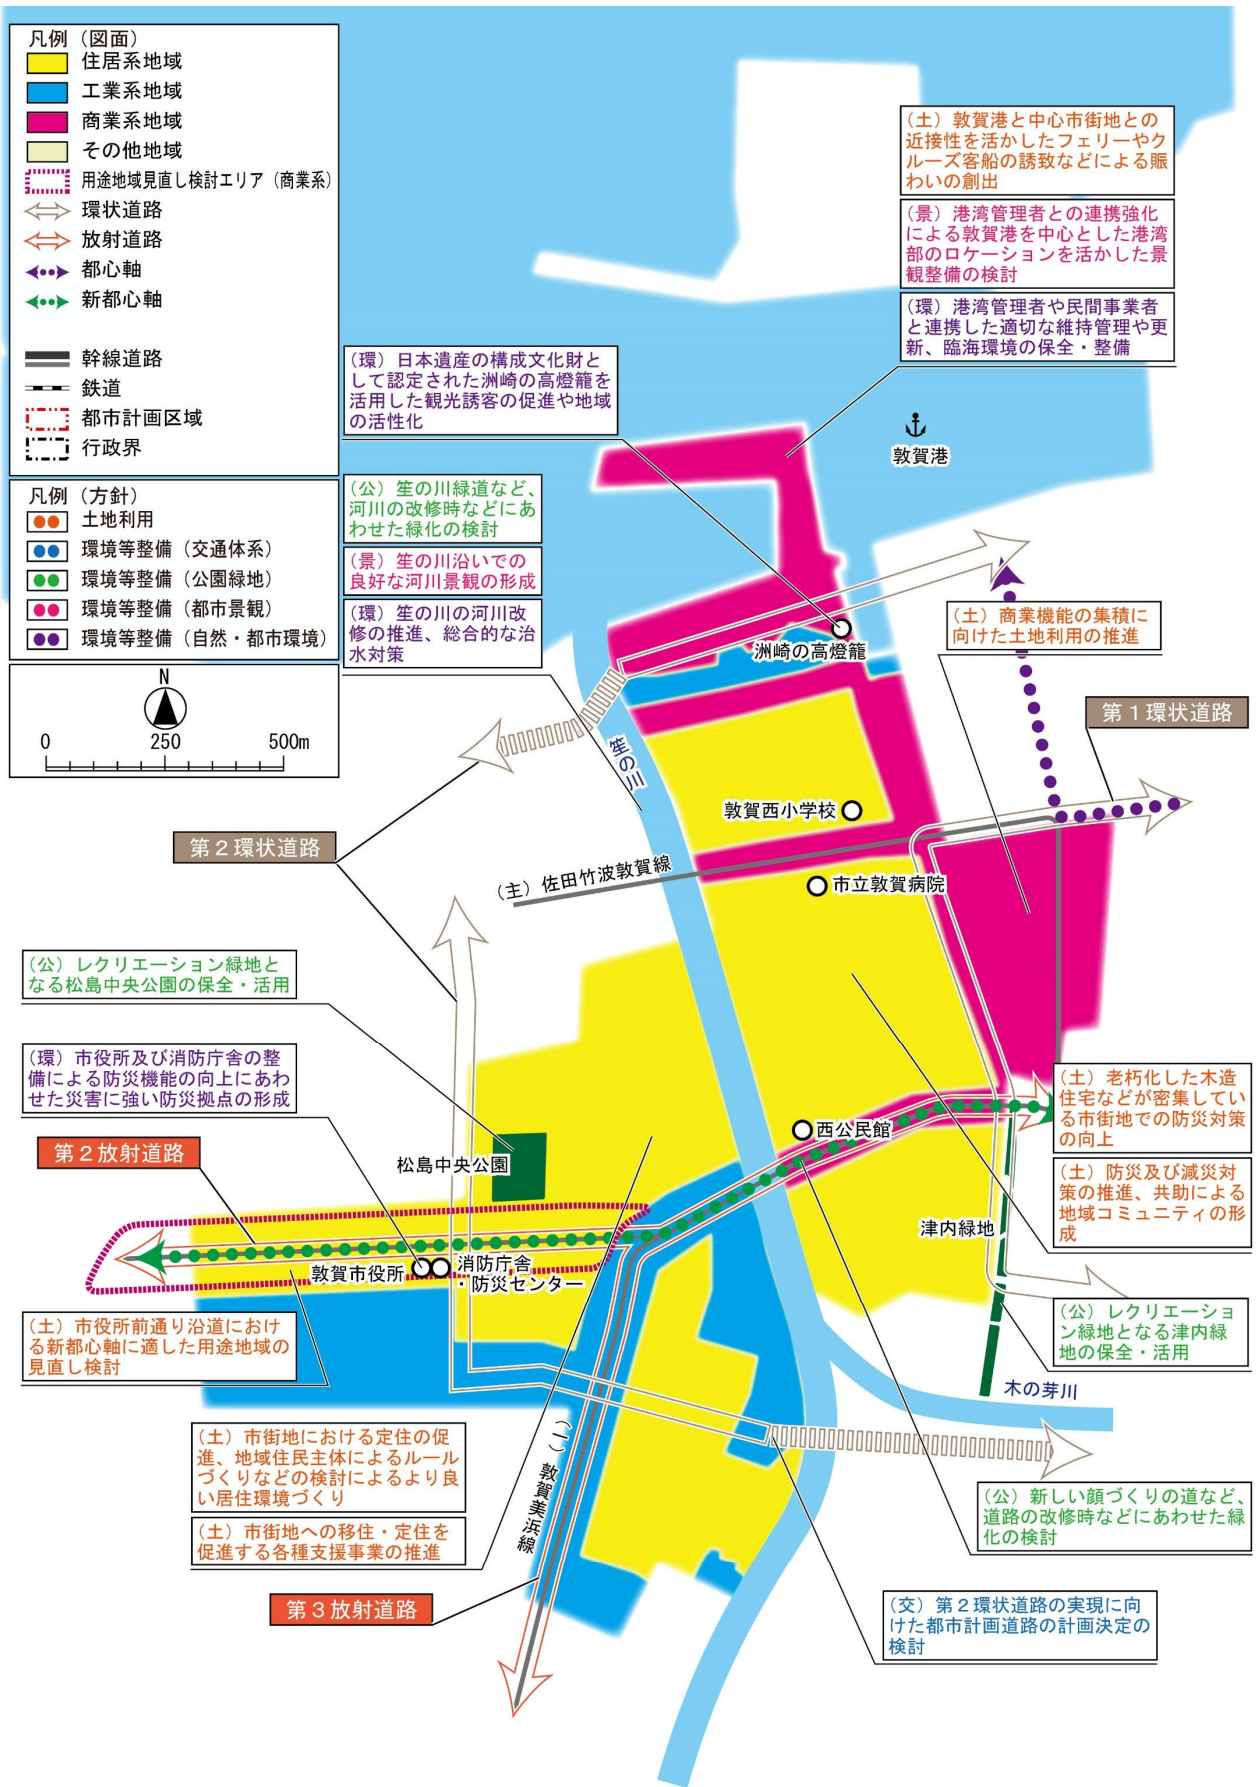 凡例（図面）
住居系地域
工業系地域
商業系地域
その他地域
用途地域見直し検討エリア（商業系）
環状道路
放射道路
都心軸
新都心軸
幹線道路
鉄道
都市計画区域
行政界
凡例（方針）
土地利用
環境等整備（交通体系）
環境等整備（公園緑地）
環境等整備（都市景観）
環境等整備（自然・都市環境）
N
0 250 500m
（土）敦賀港と中心市街地との
近接性を活かしたフェリーやク
ルーズ客船の誘致などによる賑
わいの創出
（景）港湾管理者との連携強化
による敦賀港を中心とした港湾
部のロケーションを活かした景
観整備の検討
（環）港湾管理者や民間事業者
と連携した適切な維持管理や更
新、臨海環境の保全・整備
（環）日本遺産の構成文化財と
して認定された洲崎の高燈籠を
活用した観光誘客の促進や地域
の活性化
敦賀港
（公）笙の川緑道など、
河川の改修時などにあ
わせた緑化の検討
（景）笙の川沿いでの
良好な河川景観の形成
（環）笙の川の河川改
修の推進、総合的な治
水対策
（土）商業機能の集積に
向けた土地利用の推進
洲崎の高燈籠
第１環状道路
笙の川
敦賀西小学校
第２環状道路
（主）佐田竹波敦賀線
市立敦賀病院
（公）レクリエーション緑地と
なる松島中央公園の保全・活用
（環）市役所及び消防庁舎の整
備による防災機能の向上にあわ
せた災害に強い防災拠点の形成
（土）老朽化した木造
住宅などが密集してい
る市街地での防災対策
の向上
西公民館
第２放射道路
松島中央公園
（土）防災及び減災対
策の推進、共助による
地域コミュニティの形
成
津内緑地
敦賀市役所
消防庁舎
・防災センター
（土）市役所前通り沿道におけ
る新都心軸に適した用途地域の
見直し検討
（公）レクリエーショ
ン緑地となる津内緑
地の保全・活用
木の芽川
（土）市街地における定住の促
進、地域住民主体によるルール
づくりなどの検討によるより良
い居住環境づくり
（一）敦賀美浜線
（土）市街地への移住・定住を
促進する各種支援事業の推進
（公）新しい顔づくりの道など、
道路の改修時などにあわせた緑
化の検討
第３放射道路
（交）第２環状道路の実現に向
けた都市計画道路の計画決定の
検討